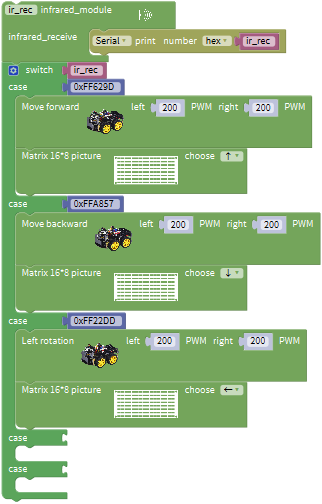 ir_rec infrared_module
infrared_receive Serial print number hex ir_rec
switch ir_rec
case 0xFF629D
Move forward left 200 PWM right 200 PWM
Matrix 16*8 picture choose ↑
case 0xFFA857
Move backward left 200 PWM right 200 PWM
Matrix 16*8 picture choose ↓
case 0xFF22DD
Left rotation left 200 PWM right 200 PWM
Matrix 16*8 picture choose ←
case
case